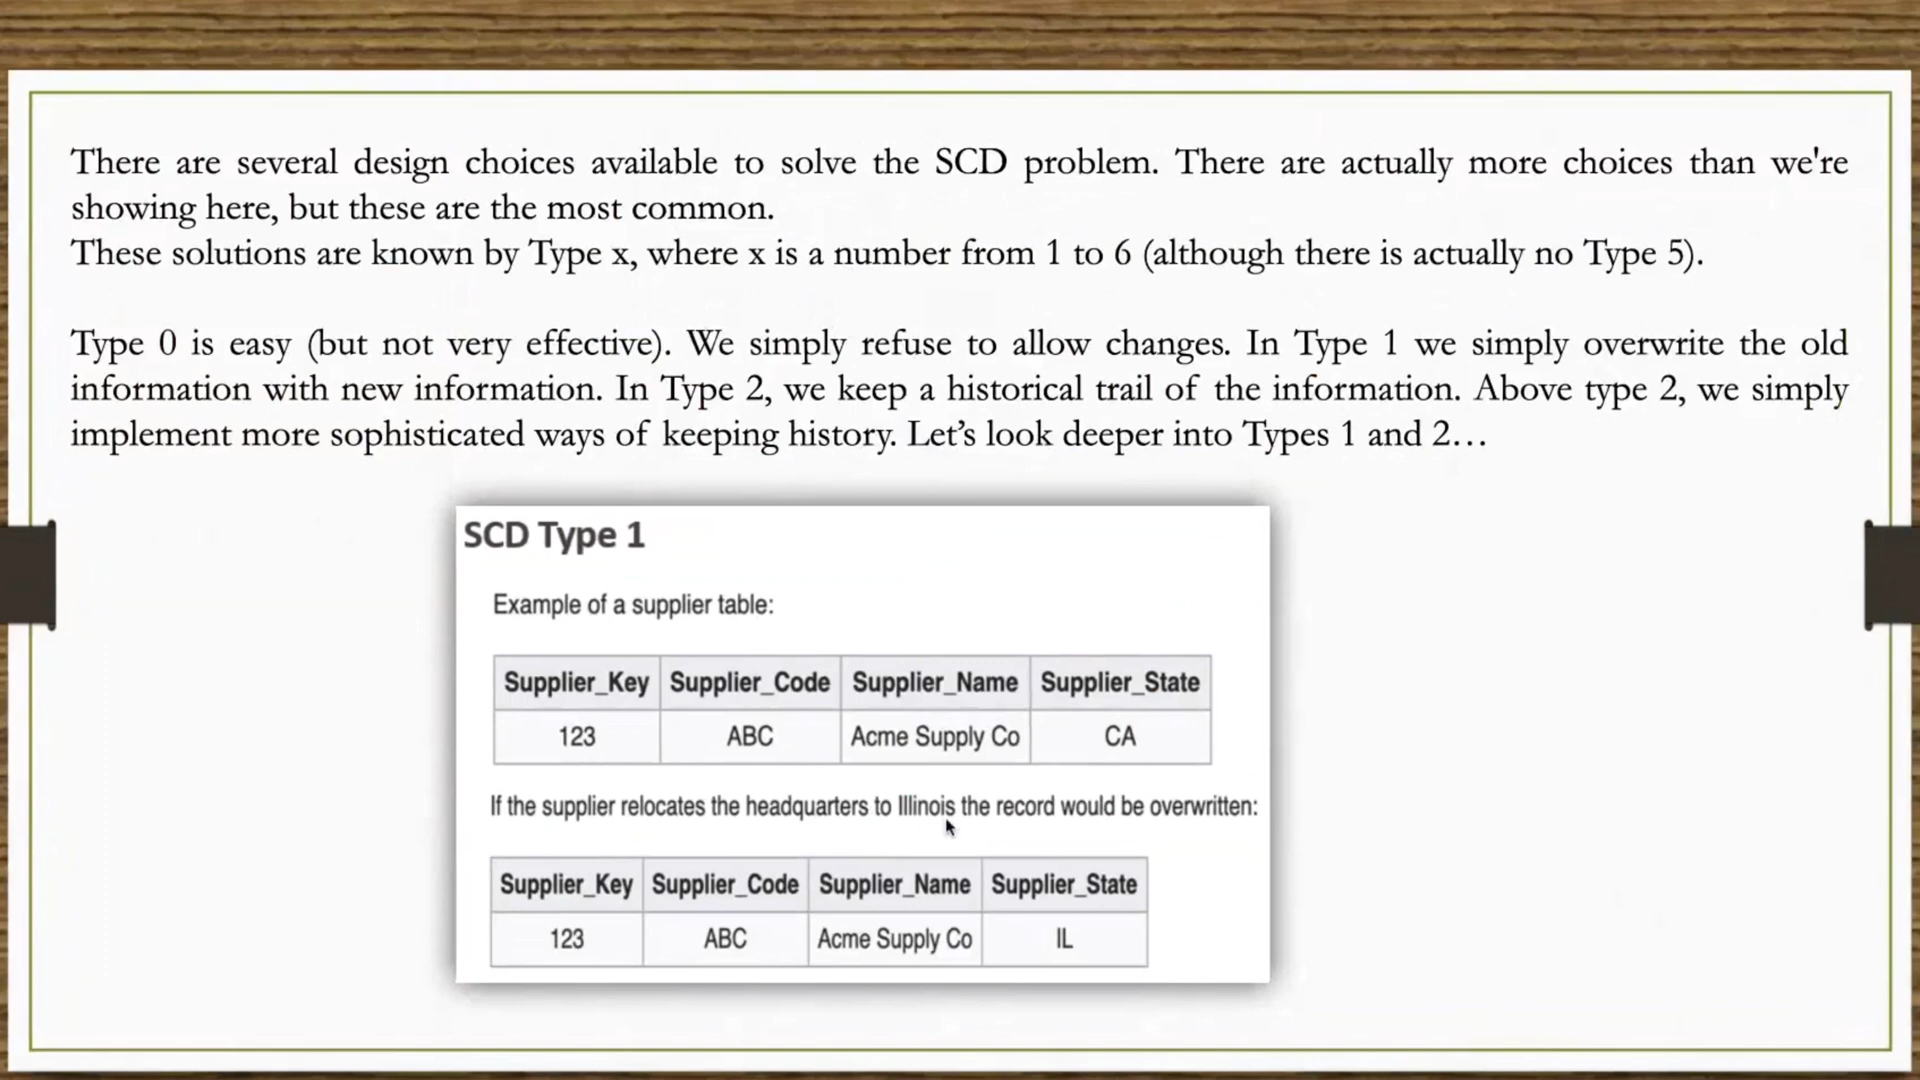 There are several design choices available to solve the SCD problem. There are actually more choices than we're
showing here, but these are the most common.
These solutions are known by Type x, where x is a number from 1 to 6 (although there is actually no Type 5).
Type 0 is easy (but not very effective). We simply refuse to allow changes. In Type 1 we simply overwrite the old
information with new information. In Type 2, we keep a historical trail of the information. Above type 2, we simply
implement more sophisticated ways of keeping history. Let’s look deeper into Types 1 and 2…
SCD Type 1
Example of a supplier table:
Supplier_Key Supplier_Code Supplier_Name Supplier_State
123 ABC Acme Supply Co CA
If the supplier relocates the headquarters to Illinois the record would be overwritten:
Supplier_Key Supplier_Code Supplier_Name Supplier_State
123 ABC Acme Supply Co IL